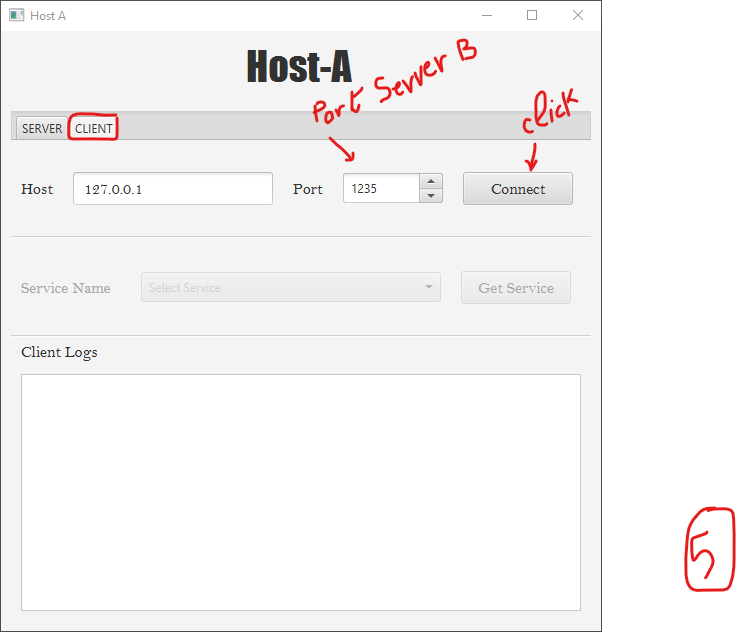 Host A
Host-A
Port Server B
click
SERVER CLIENT
Host 127.0.0.1 Port 1235 Connect
Service Name Select Service Get Service
Client Logs
5